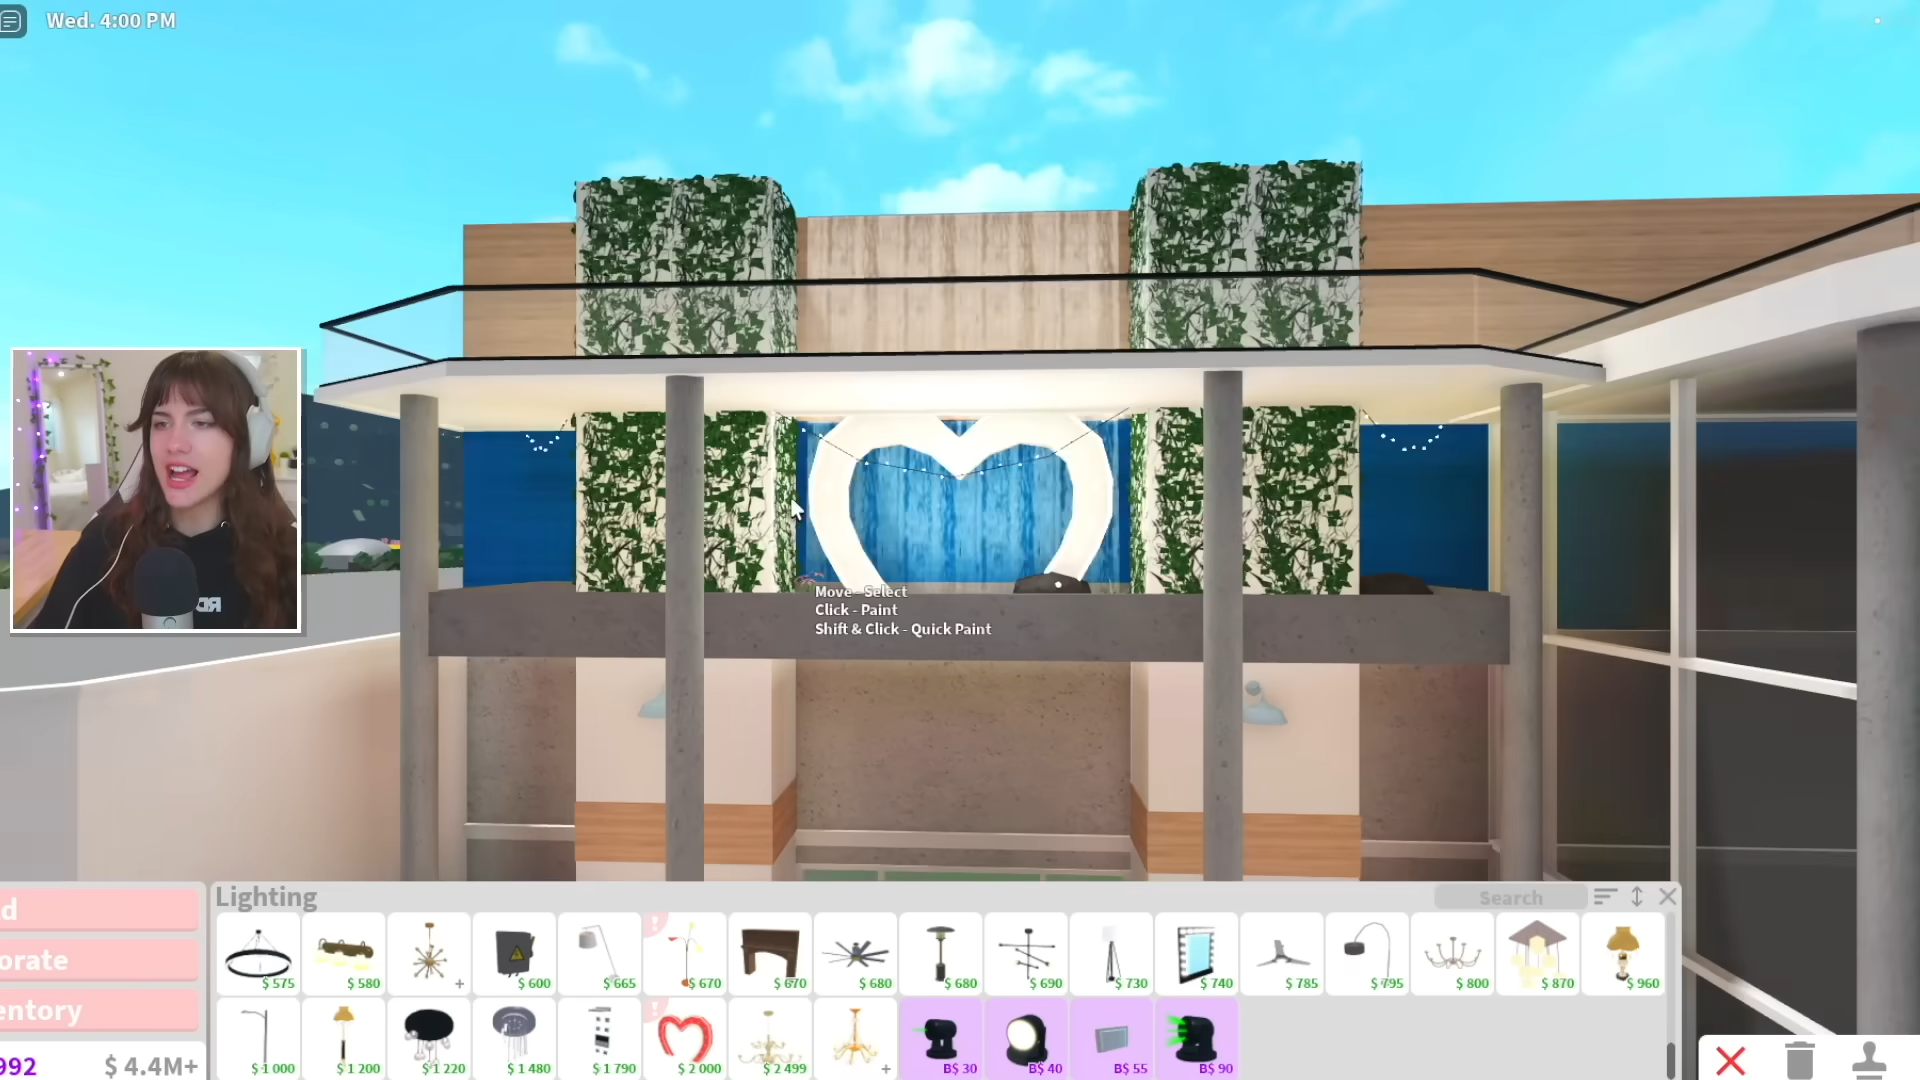 Wed. 4:00 PM
Move - Select
Click - Paint
Shift & Click - Quick Paint
d
orate
entory
992
$ 4.4M+
Lighting
Search
$ 575
$ 580
+
$ 600
$ 665
$ 670
$ 670
$ 680
$ 680
$ 690
$ 730
$ 740
$ 785
$ 795
$ 800
$ 870
$ 960
$ 1 000
$ 1 200
$ 1 220
$ 1 480
$ 1 790
$ 2 000
$ 2 499
+
B$ 30
B$ 40
B$ 55
B$ 90